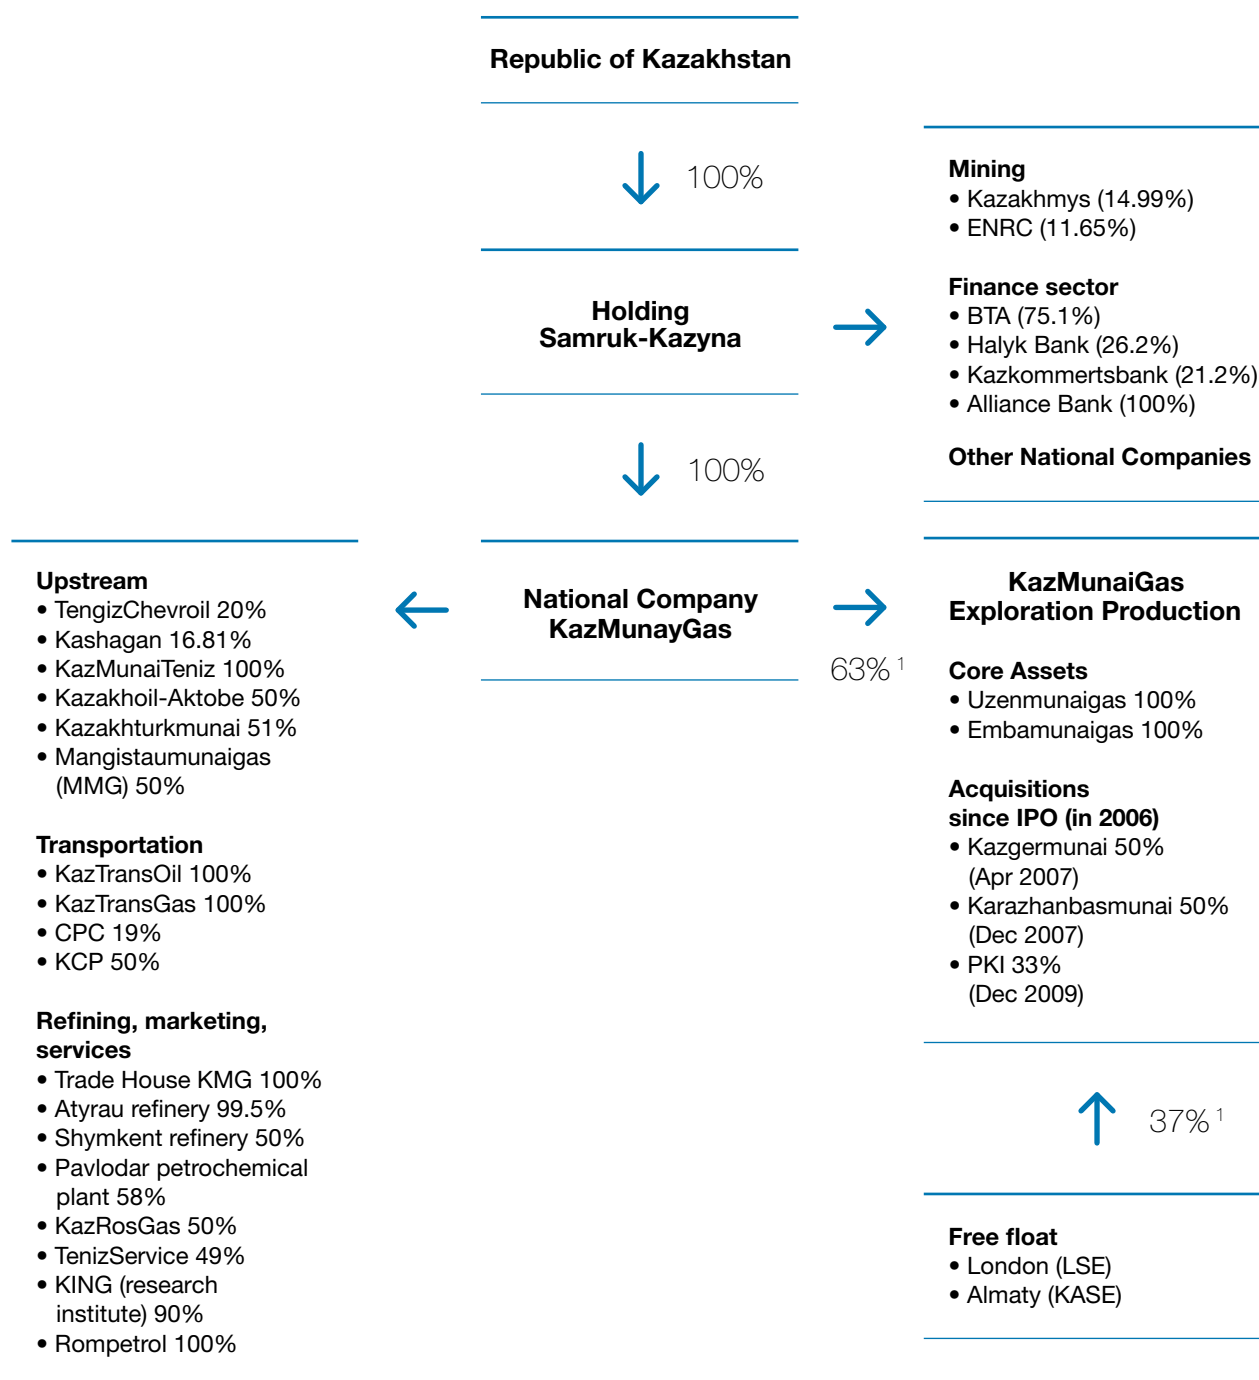 Republic of Kazakhstan
100%
Holding
Samruk-Kazyna
Mining
• Kazakhmys (14.99%)
• ENRC (11.65%)
Finance sector
• BTA (75.1%)
• Halyk Bank (26.2%)
• Kazkommertsbank (21.2%)
• Alliance Bank (100%)
Other National Companies
100%
National Company
KazMunayGas
Upstream
• TengizChevroil 20%
• Kashagan 16.81%
• KazMunaiTeniz 100%
• Kazakhoil-Aktobe 50%
• Kazakhturkmunai 51%
• Mangistaumunaigas
(MMG) 50%
Transportation
• KazTransOil 100%
• KazTransGas 100%
• CPC 19%
• KCP 50%
Refining, marketing,
services
• Trade House KMG 100%
• Atyrau refinery 99.5%
• Shymkent refinery 50%
• Pavlodar petrochemical
plant 58%
• KazRosGas 50%
• TenizService 49%
• KING (research
institute) 90%
• Rompetrol 100%
63% 1
KazMunaiGas
Exploration Production
Core Assets
• Uzenmunaigas 100%
• Embamunaigas 100%
Acquisitions
since IPO (in 2006)
• Kazgermunai 50%
(Apr 2007)
• Karazhanbasmunai 50%
(Dec 2007)
• PKI 33%
(Dec 2009)
37% 1
Free float
• London (LSE)
• Almaty (KASE)